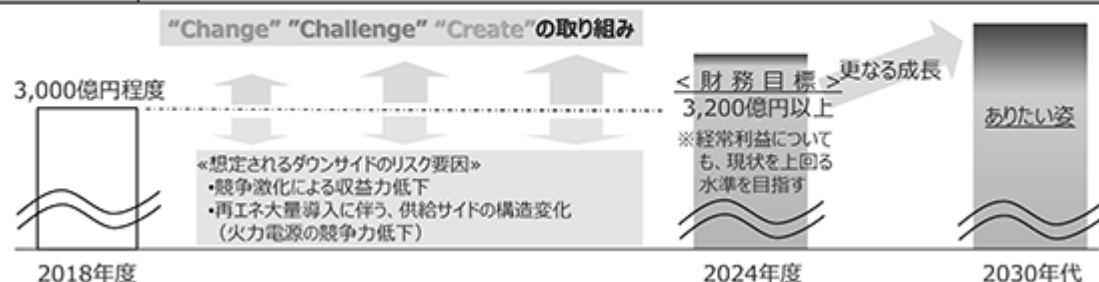 “Change” ”Challenge” “Create”の取り組み
3,000億円程度
«想定されるダウンサイドのリスク要因»
・競争激化による収益力低下
・再エネ大量導入に伴う、供給サイドの構造変化
（火力電源の競争力低下）
＜財務目標＞
3,200億円以上
※経常利益について
も、現状を上回る
水準を目指す
更なる成長
ありたい姿
2018年度
2024年度
2030年代